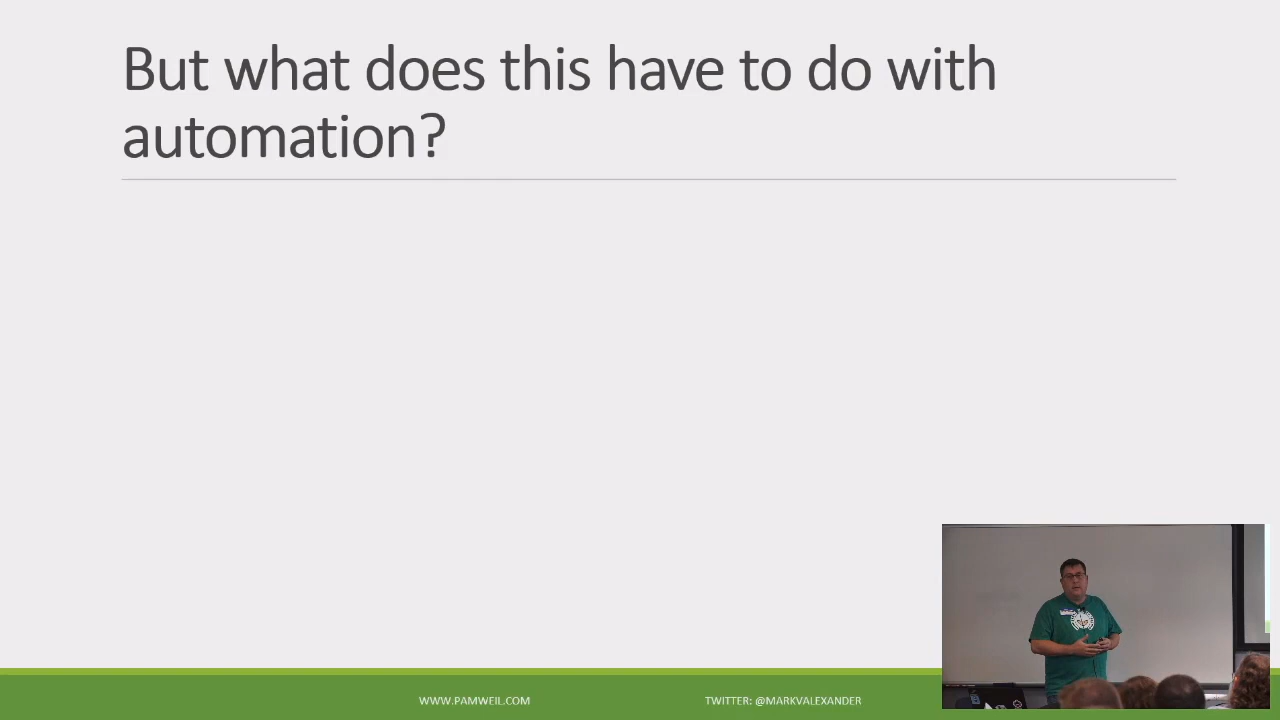 But what does this have to do with
automation?
WWW.PAMWEIL.COM
TWITTER: @MARKVALEXANDER